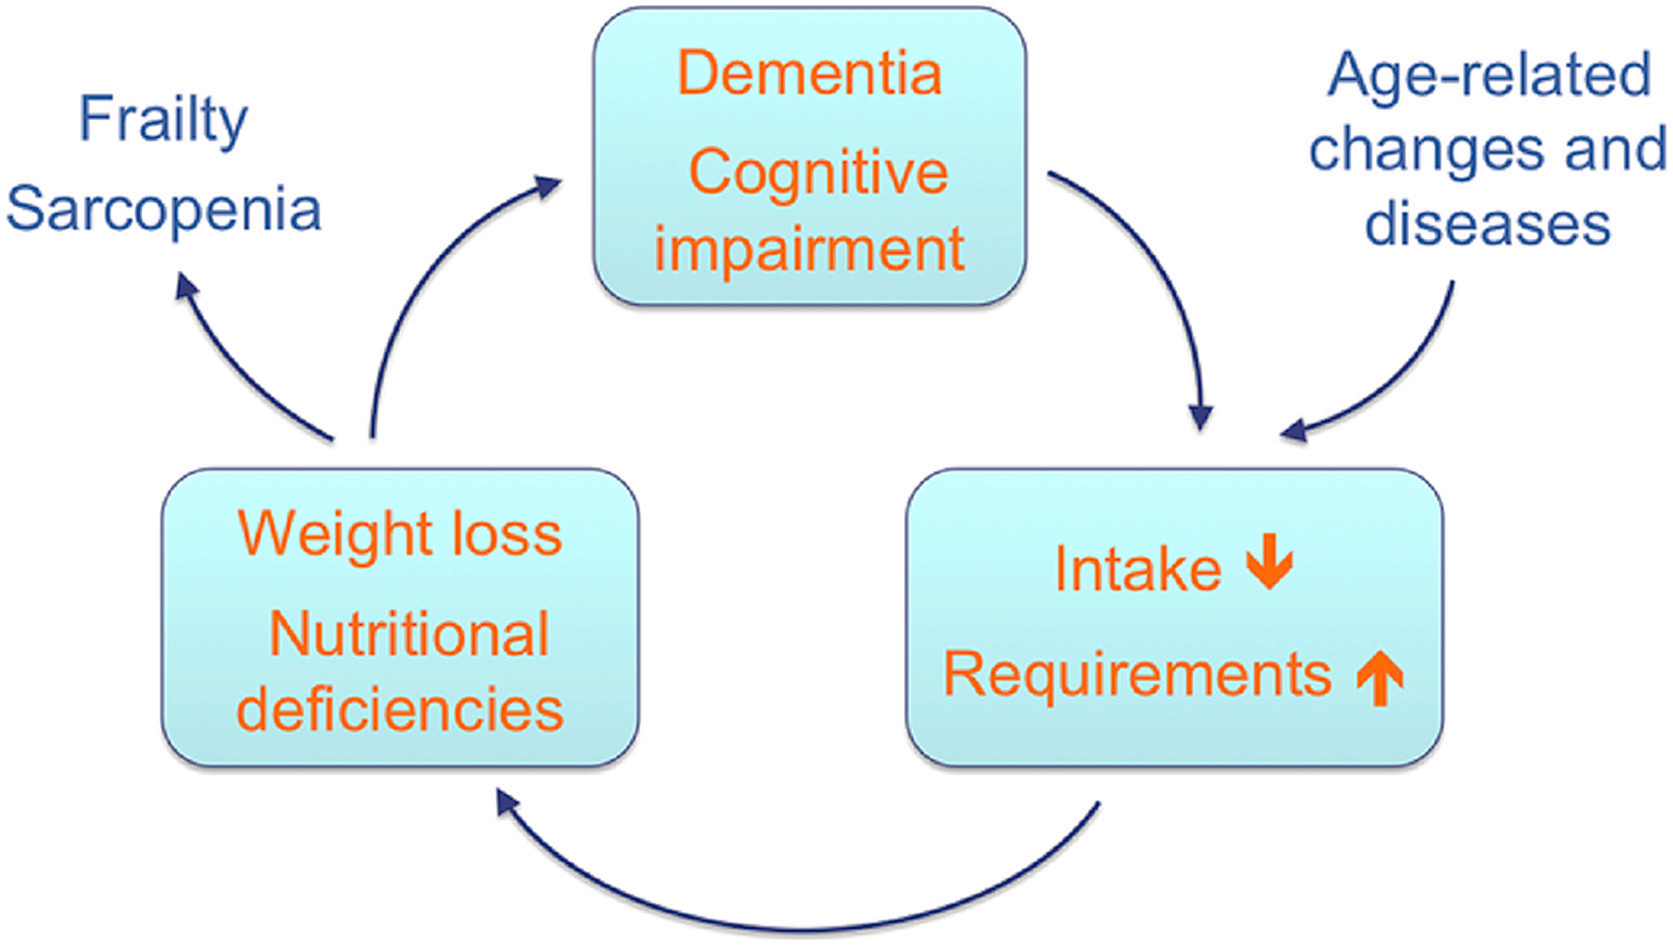 Dementia
Cognitive
impairment
Age-related
changes and
diseases
Frailty
Sarcopenia
Weight loss
Nutritional
deficiencies
Intake ↓
Requirements ↑